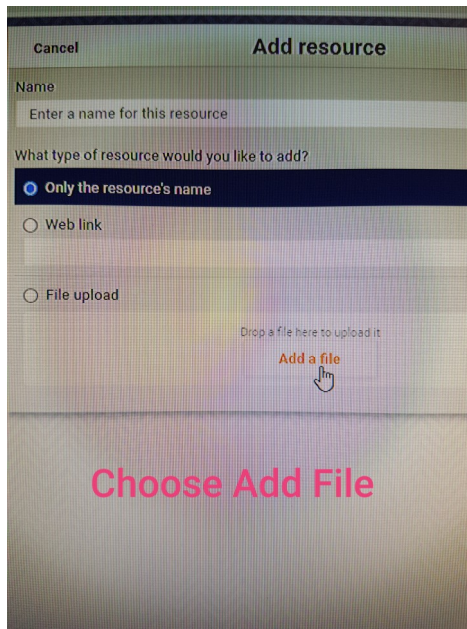 Cancel
Add resource
Name
Enter a name for this resource
What type of resource would you like to add?
Only the resource's name
Web link
File upload
Drop a file here to upload it
Add a file
Choose Add File